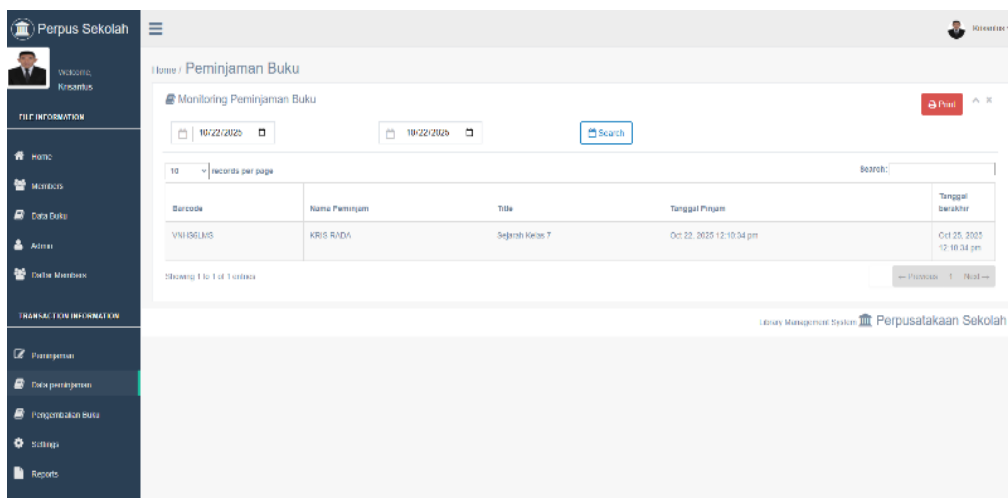 Perpus Sekolah
Krisantus
Welcome,
Krisantus
Home / Peminjaman Buku
Monitoring Peminjaman Buku
Print
FILE INFORMATION
10/22/2025
10/22/2025
Search
Home
10 records per page
Search:
Members
Barcode
Nama Peminjam
Title
Tanggal Pinjam
Tanggal berakhir
Data Buku
KRIS RADA
Sejarah Kelas 7
Oct 22, 2025 12:10:34 pm
Oct 25, 2025 12:10:34 pm
Admin
Daftar Members
Showing 1 to 1 of 1 entries
← Previous 1 Next →
TRANSACTION INFORMATION
Library Management System Perpusatakaan Sekolah
Peminjaman
Data peminjaman
Pengembalian Buku
Settings
Reports